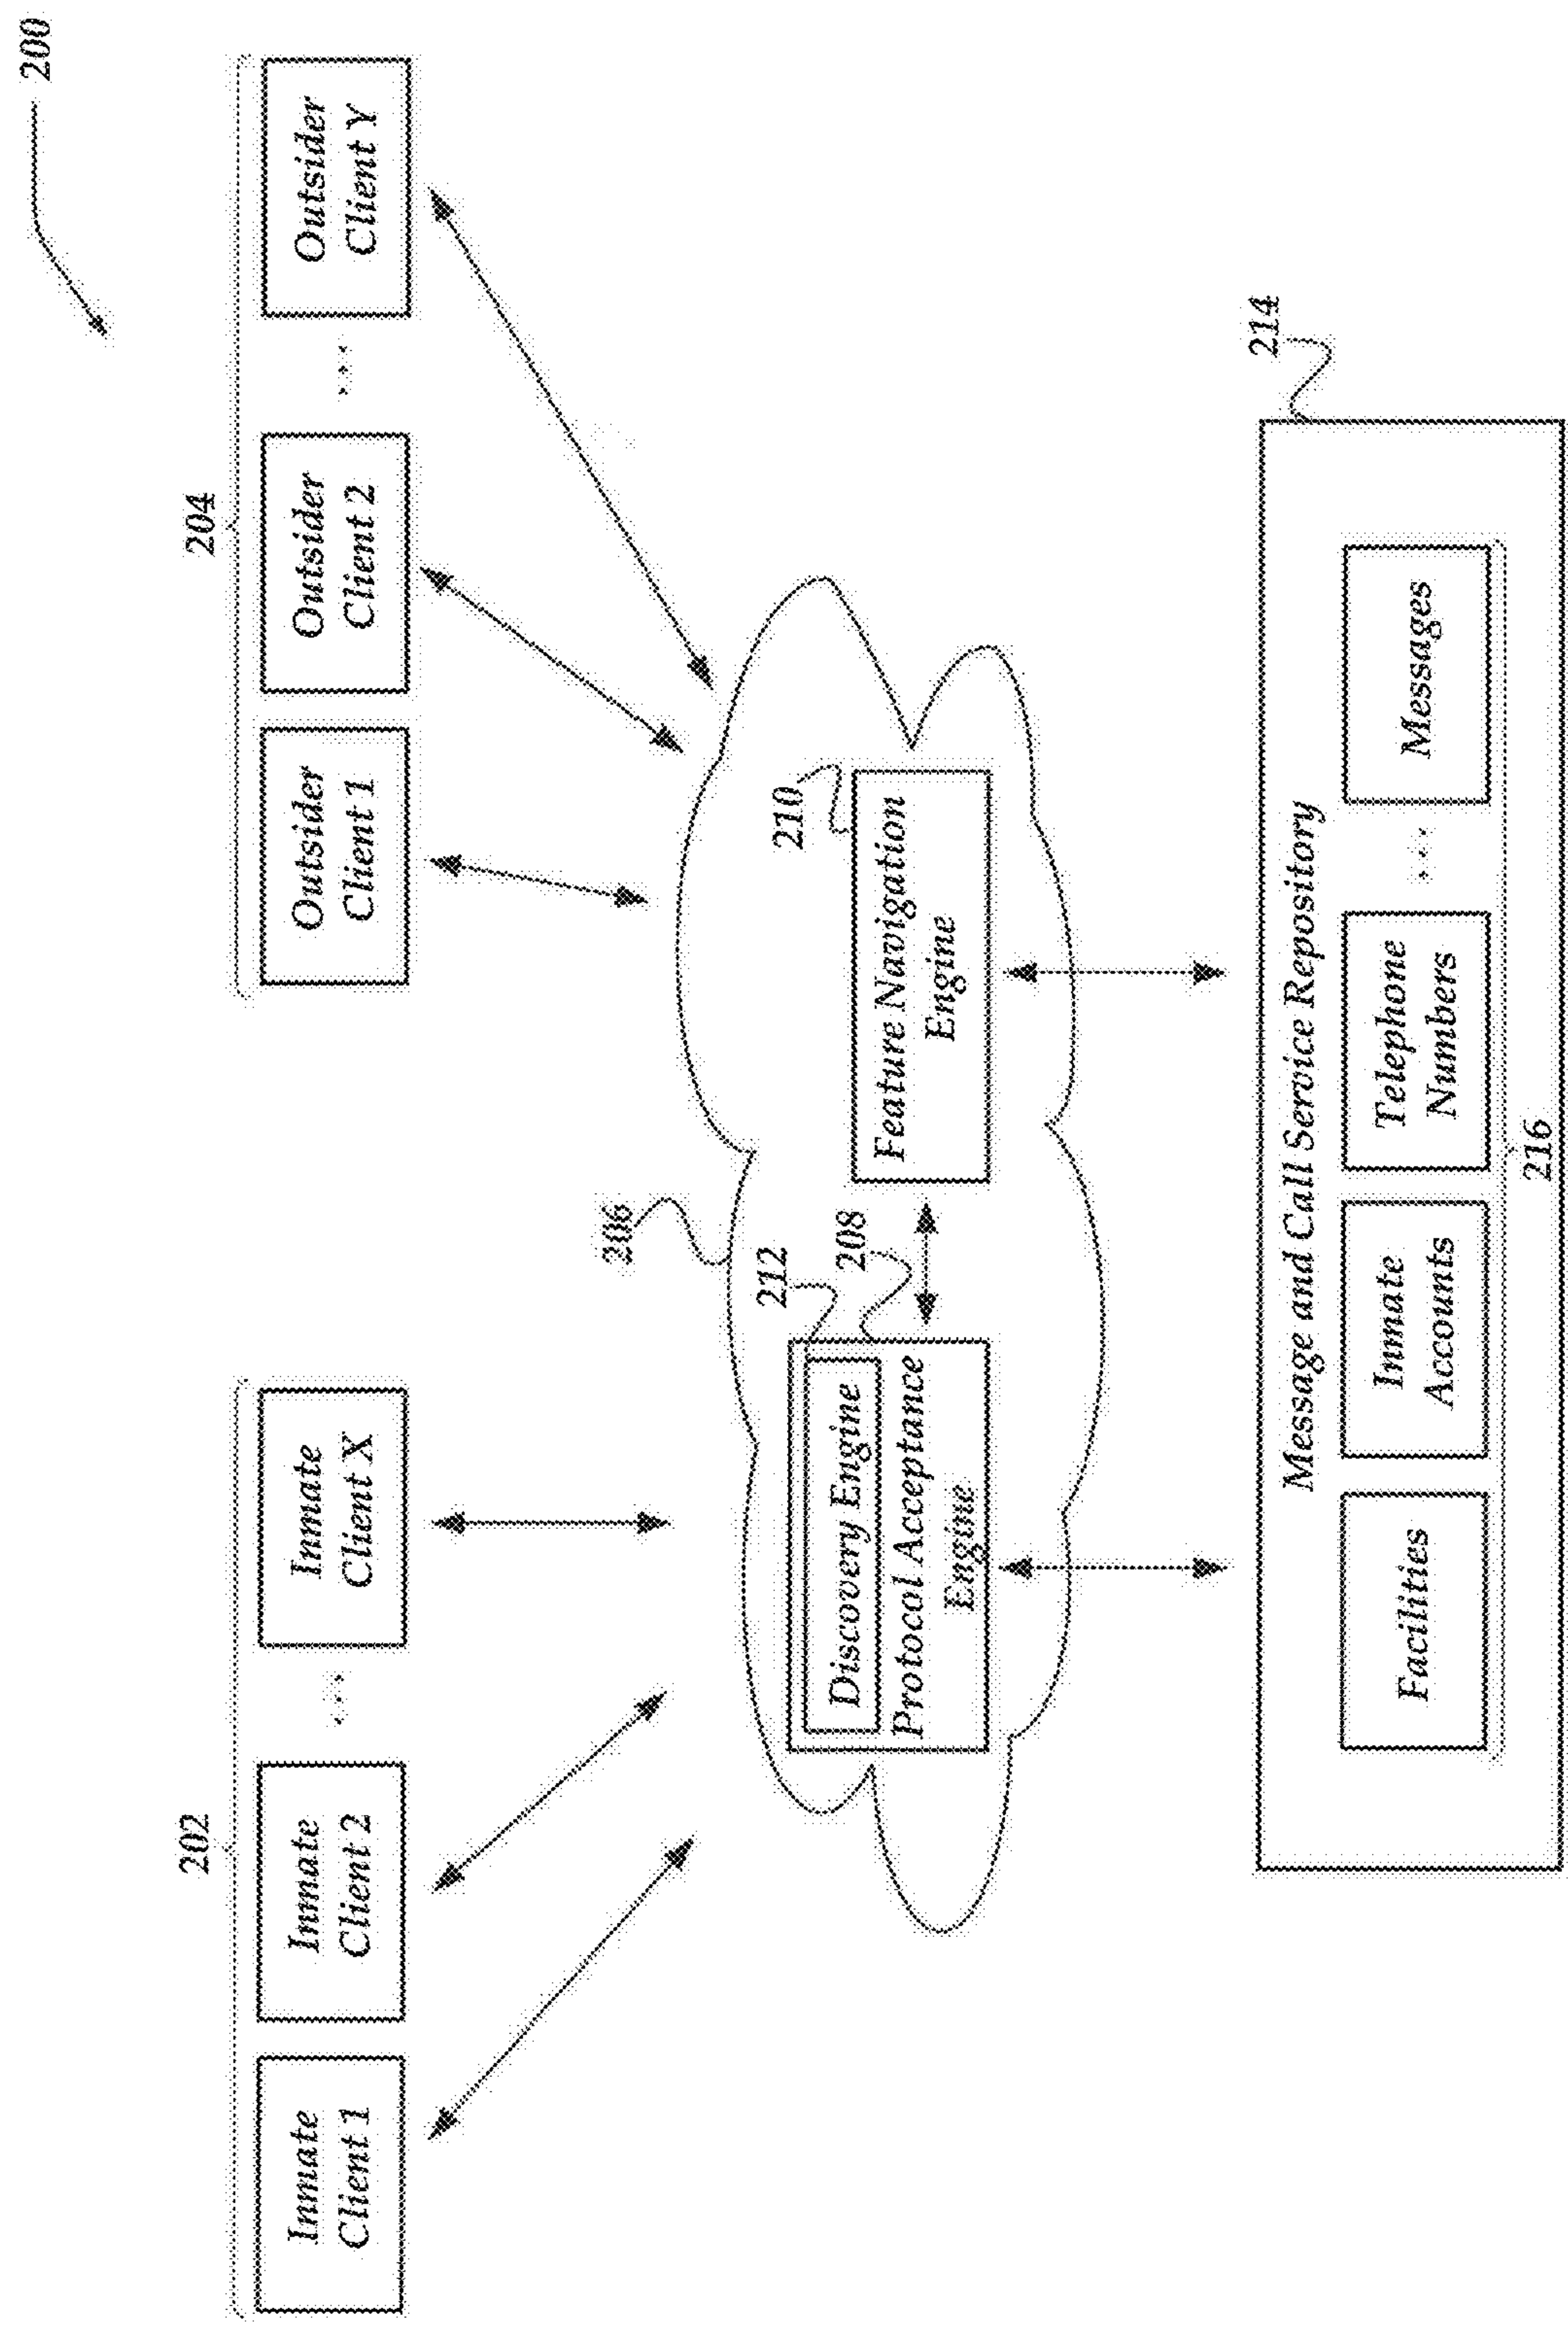 200
202
204
Inmate
Client 1
Inmate
Client 2
...
Inmate
Client X
Outsider
Client 1
Outsider
Client 2
...
Outsider
Client Y
206
212
208
210
Discovery Engine
Protocol Acceptance
Engine
Feature Navigation
Engine
214
Message and Call Service Repository
Facilities
Inmate
Accounts
Telephone
Numbers
...
Messages
216